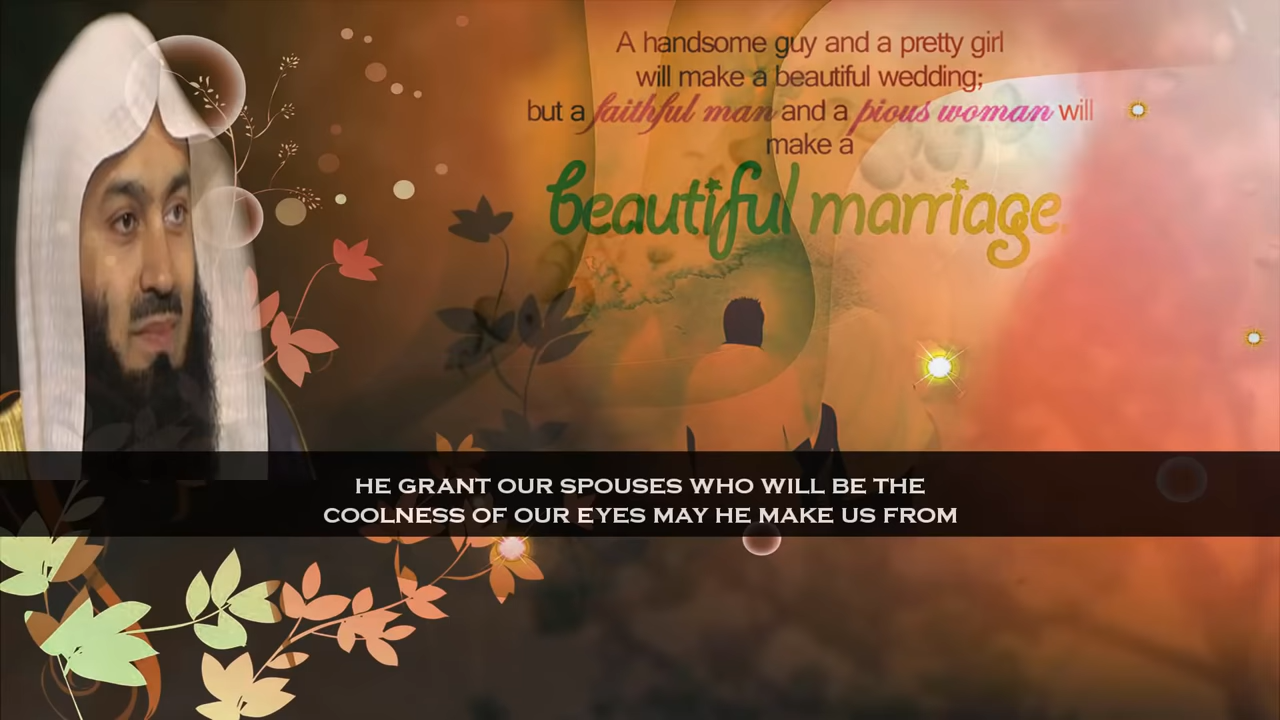 A handsome guy and a pretty girl
will make a beautiful wedding;
but a faithful man and a pious woman will
make a
beautiful marriage.
HE GRANT OUR SPOUSES WHO WILL BE THE
COOLNESS OF OUR EYES MAY HE MAKE US FROM